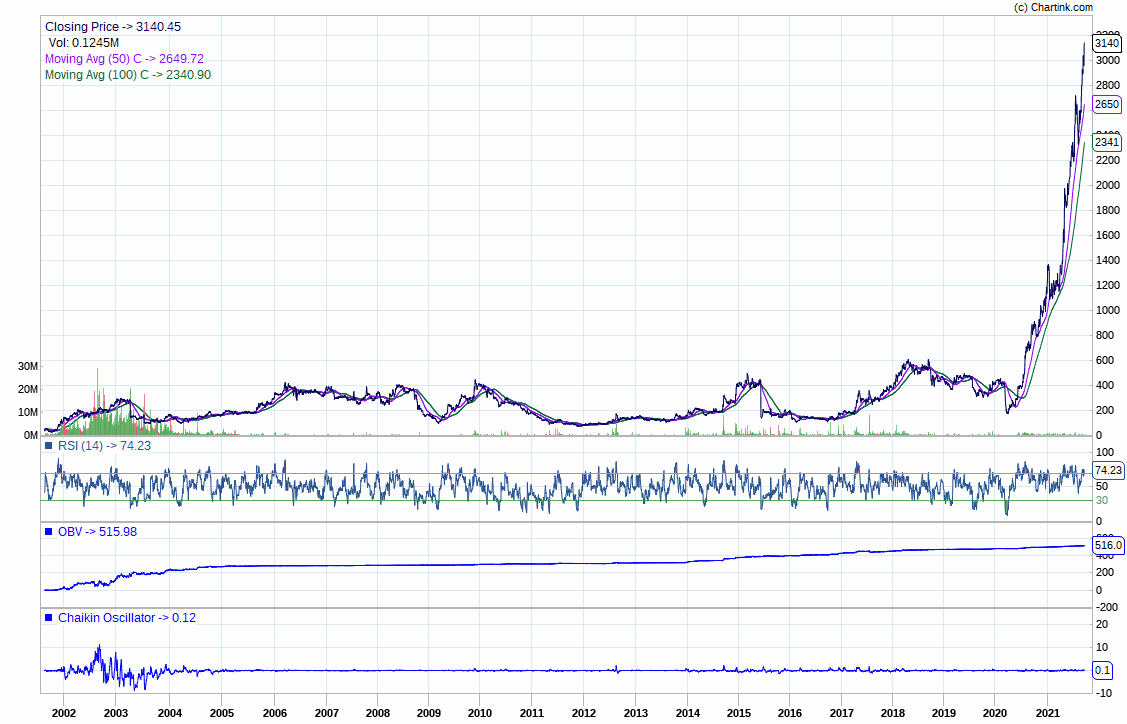 (c) Chartink.com
Closing Price -> 3140.45
Vol: 0.1245M
Moving Avg (50) C -> 2649.72
Moving Avg (100) C -> 2340.90
3140
3000
2800
2650
2341
2200
2000
1800
1600
1400
1200
1000
800
600
400
200
0
30M
20M
10M
0M
RSI (14) -> 74.23
100
74.23
50
30
0
OBV -> 515.98
516.0
400
200
0
-200
Chaikin Oscillator -> 0.12
20
10
0.1
-10
2002 2003 2004 2005 2006 2007 2008 2009 2010 2011 2012 2013 2014 2015 2016 2017 2018 2019 2020 2021